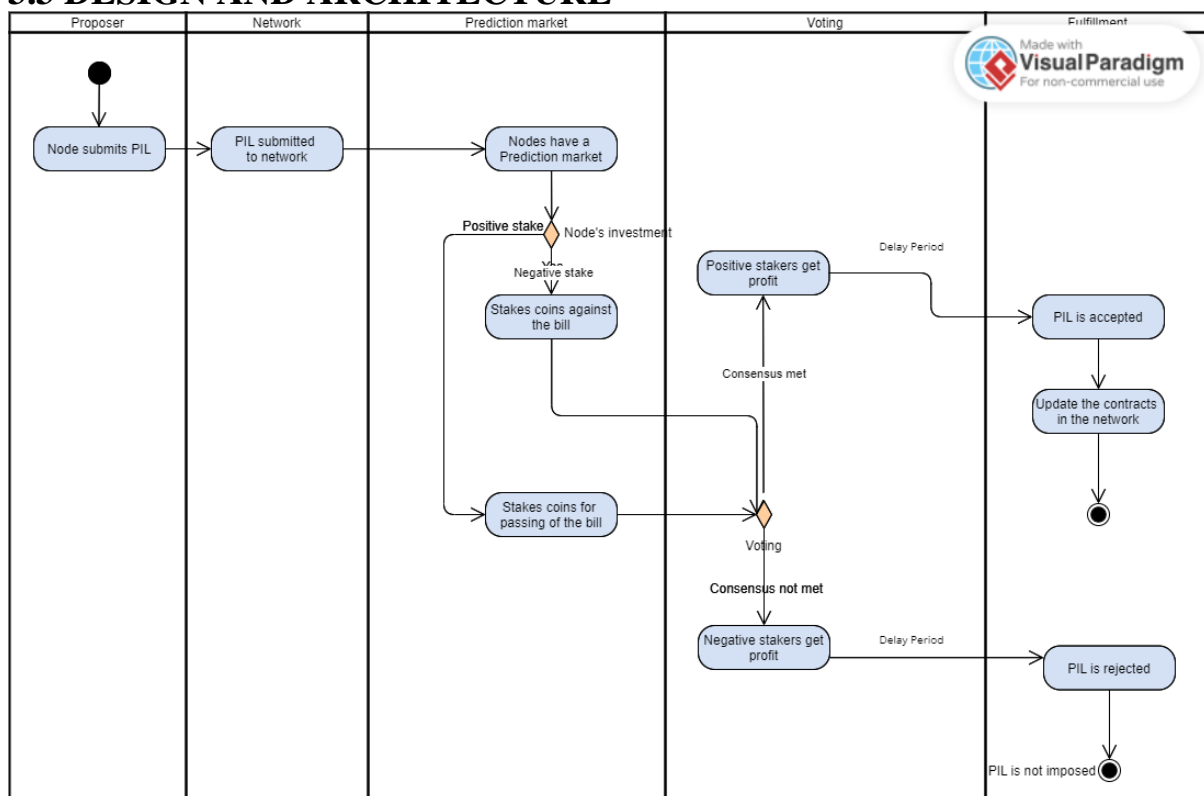 DESIGN AND ARCHITECTURE
Proposer
Network
Prediction market
Voting
Fulfillment
Made with
Visual Paradigm
For non-commercial use
Node submits PIL
PIL submitted
to network
Nodes have a
Prediction market
Positive stake
Node's investment
Negative stake
Stakes coins against
the bill
Stakes coins for
passing of the bill
Positive stakers get
profit
Delay Period
PIL is accepted
Consensus met
Update the contracts
in the network
Voting
Consensus not met
Negative stakers get
profit
Delay Period
PIL is rejected
PIL is not imposed